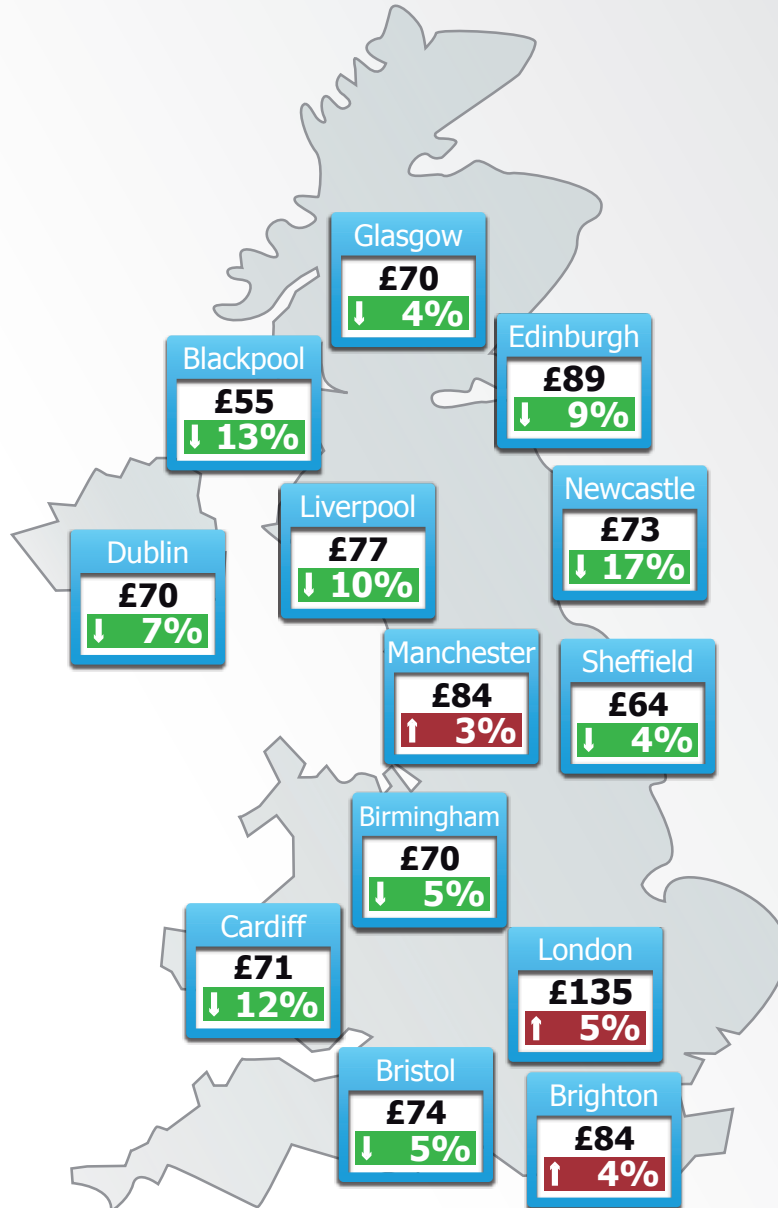 Glasgow
£70
↓ 4%
Edinburgh
£89
↓ 9%
Blackpool
£55
↓ 13%
Newcastle
£73
↓ 17%
Liverpool
£77
↓ 10%
Dublin
£70
↓ 7%
Manchester
£84
↑ 3%
Sheffield
£64
↓ 4%
Birmingham
£70
↓ 5%
Cardiff
£71
↓ 12%
London
£135
↑ 5%
Bristol
£74
↓ 5%
Brighton
£84
↑ 4%